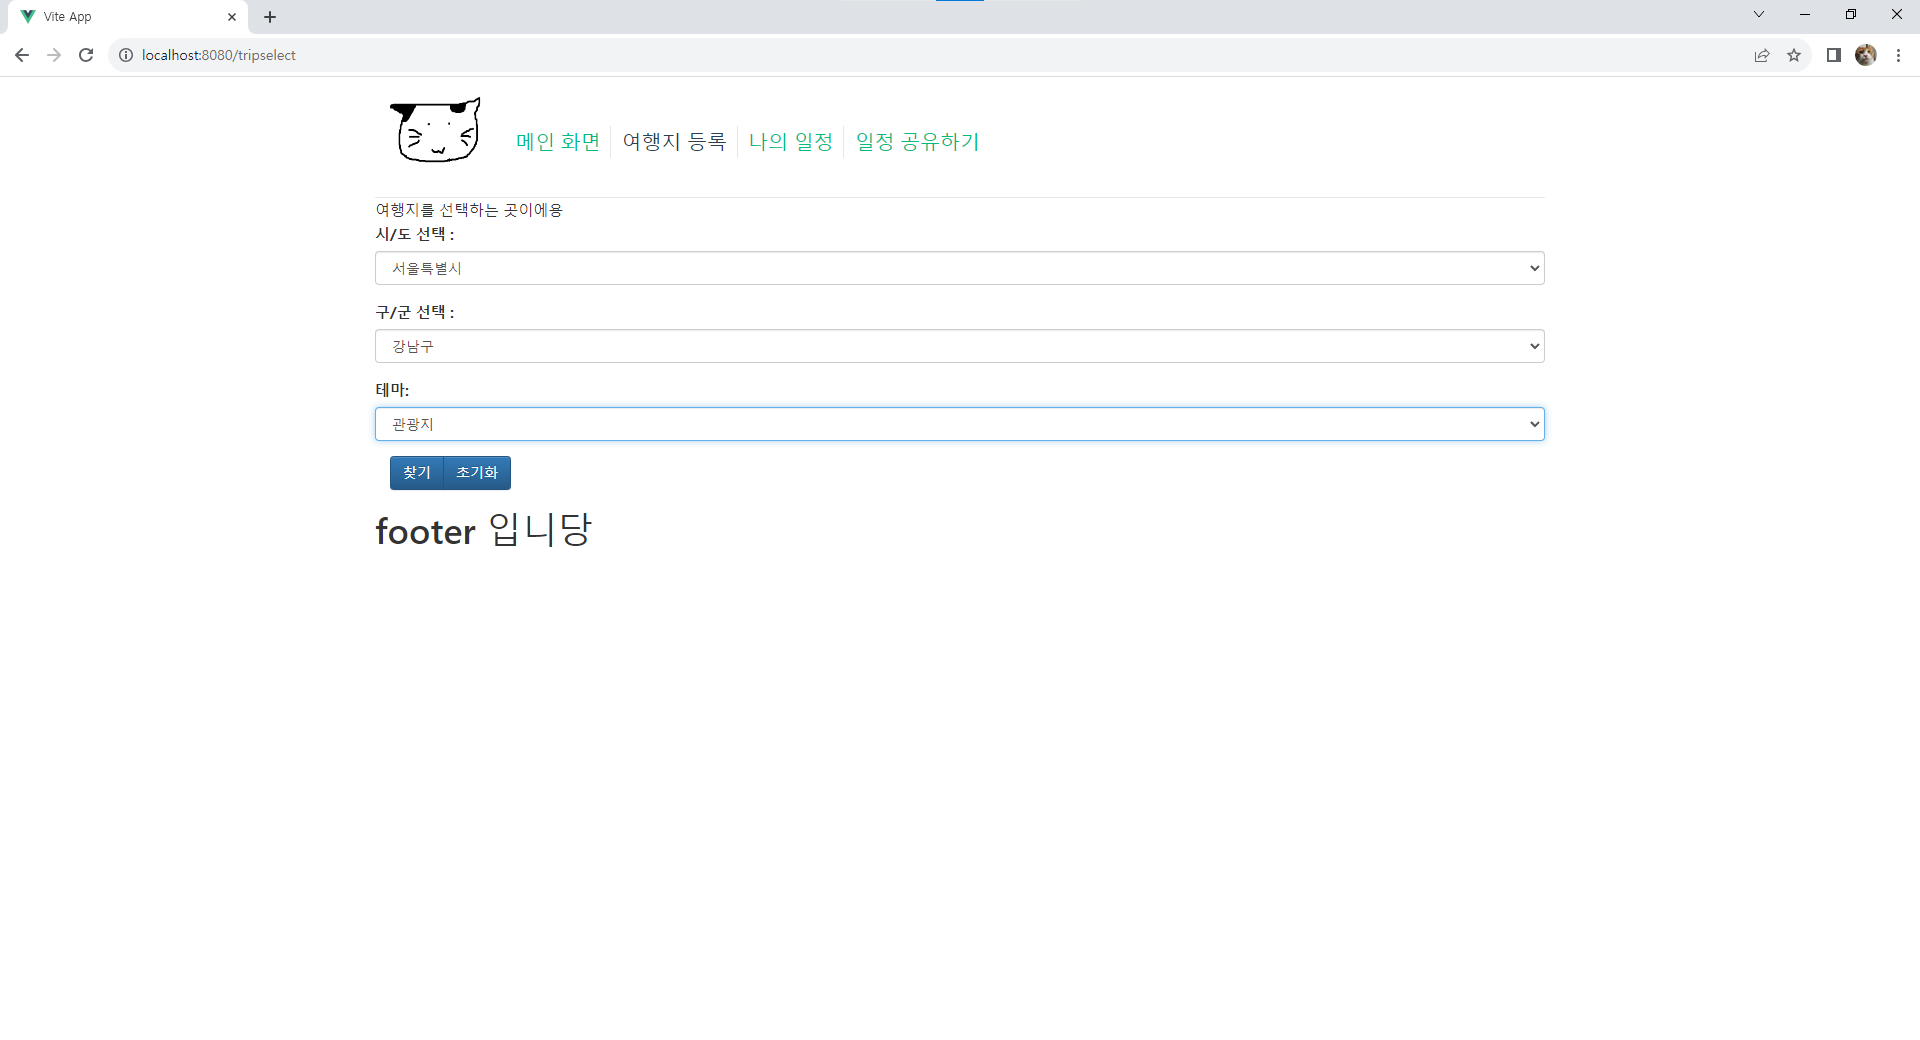 Vite App
localhost:8080/tripselect
메인 화면 여행지 등록 나의 일정 일정 공유하기
여행지를 선택하는 곳이에용
시/도 선택 :
서울특별시
구/군 선택 :
강남구
테마:
관광지
찾기 초기화
footer 입니당